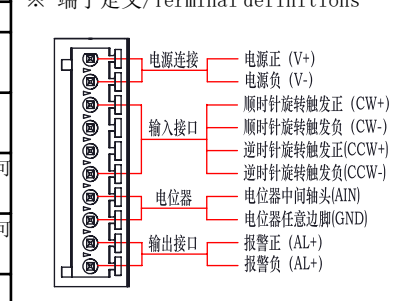 ※ 端子定义/Terminal definitions
电源连接
电源正 (V+)
电源负 (V-)
输入接口
顺时针旋转触发正 (CW+)
顺时针旋转触发负 (CW-)
逆时针旋转触发正(CCW+)
逆时针旋转触发负(CCW-)
电位器
电位器中间轴头(AIN)
电位器任意边脚(GND)
输出接口
报警正 (AL+)
报警负 (AL+)
可
可